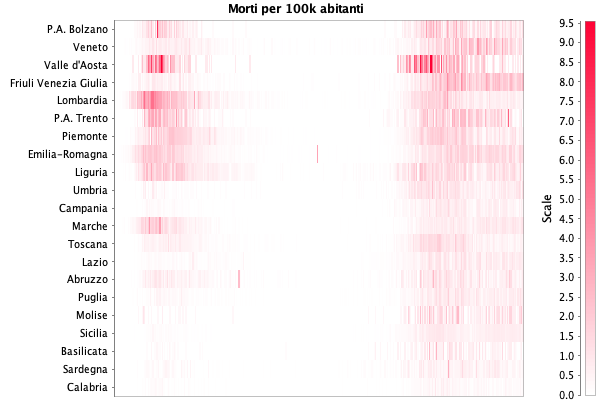 Morti per 100k abitanti
P.A. Bolzano
Veneto
Valle d'Aosta
Friuli Venezia Giulia
Lombardia
P.A. Trento
Piemonte
Emilia-Romagna
Liguria
Umbria
Campania
Marche
Toscana
Lazio
Abruzzo
Puglia
Molise
Sicilia
Basilicata
Sardegna
Calabria
Scale
9.5
9.0
8.5
8.0
7.5
7.0
6.5
6.0
5.5
5.0
4.5
4.0
3.5
3.0
2.5
2.0
1.5
1.0
0.5
0.0